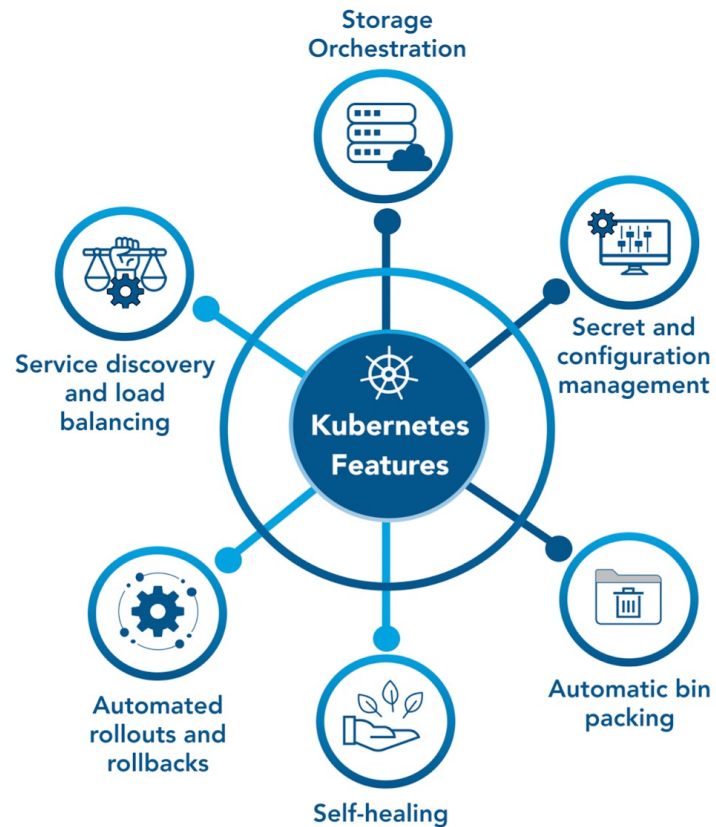 Storage
Orchestration
Secret and
configuration
management
Service discovery
and load
balancing
Kubernetes
Features
Automatic bin
packing
Automated
rollouts and
rollbacks
Self-healing